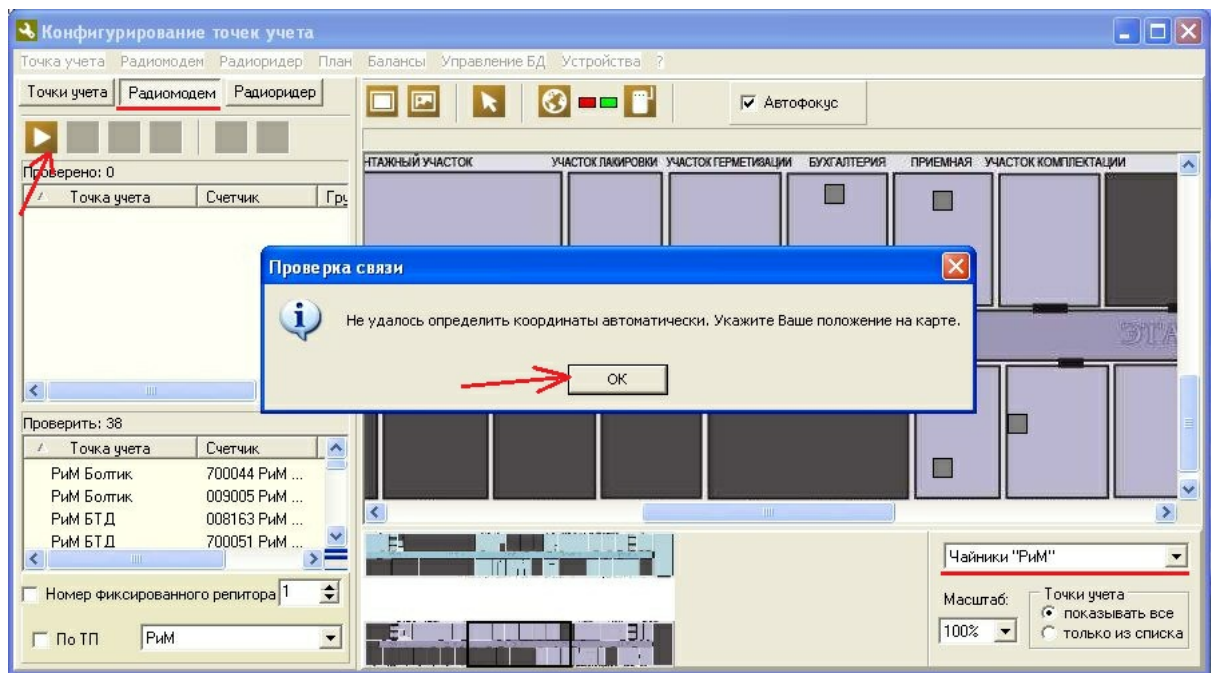 Конфигурирование точек учета
Точка учета Радиомодем Радиоридер План Балансы Управление БД Устройства ?
Точки учета Радиомодем Радиоридер
Автофокус
Проверено: 0
Точка учета Счетчик Гру
НТАЖНЫЙ УЧАСТОК УЧАСТОК ЛАКИРОВКИ УЧАСТОК ГЕРМЕТИЗАЦИИ БУХГАЛТЕРИЯ ПРИЕМНАЯ УЧАСТОК КОМПЛЕКТАЦИИ
Проверка связи
Не удалось определить координаты автоматически. Укажите Ваше положение на карте.
ЭТА
OK
Проверить: 38
Точка учета Счетчик
РиМ Болтик 700044 РиМ ...
РиМ Болтик 009005 РиМ ...
РиМ БТД 008163 РиМ ...
РиМ БТД 700051 РиМ ...
Номер фиксированного репитора 1
По ТП РиМ
Чайники "РиМ"
Масштаб:
100%
Точки учета
показывать все
только из списка